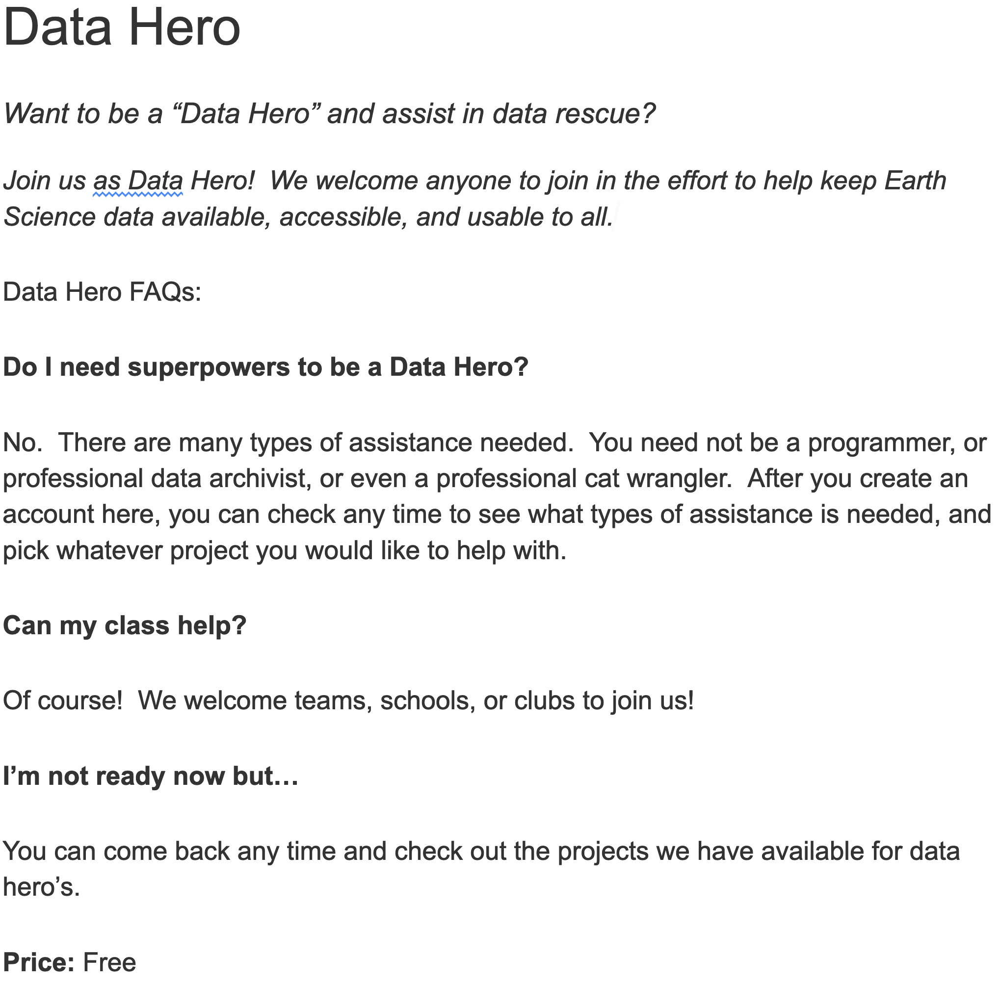 Data Hero
Want to be a “Data Hero” and assist in data rescue?
Join us as Data Hero!  We welcome anyone to join in the effort to help keep Earth
Science data available, accessible, and usable to all.
Data Hero FAQs:
Do I need superpowers to be a Data Hero?
No.  There are many types of assistance needed.  You need not be a programmer, or
professional data archivist, or even a professional cat wrangler.  After you create an
account here, you can check any time to see what types of assistance is needed, and
pick whatever project you would like to help with.
Can my class help?
Of course!  We welcome teams, schools, or clubs to join us!
I’m not ready now but…
You can come back any time and check out the projects we have available for data
hero’s.
Price: Free